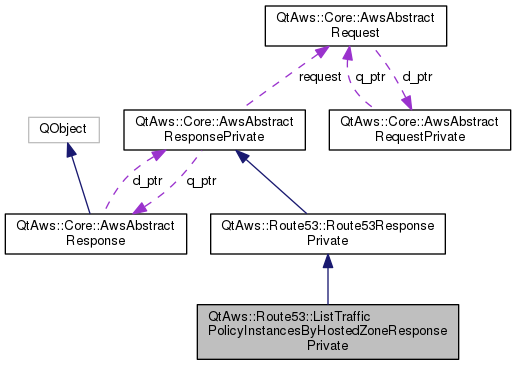 QtAws::Core::AwsAbstract
Request
request
q_ptr
d_ptr
QObject
QtAws::Core::AwsAbstract
ResponsePrivate
QtAws::Core::AwsAbstract
RequestPrivate
d_ptr
q_ptr
QtAws::Core::AwsAbstract
Response
QtAws::Route53::Route53Response
Private
QtAws::Route53::ListTraffic
PolicyInstancesByHostedZoneResponse
Private